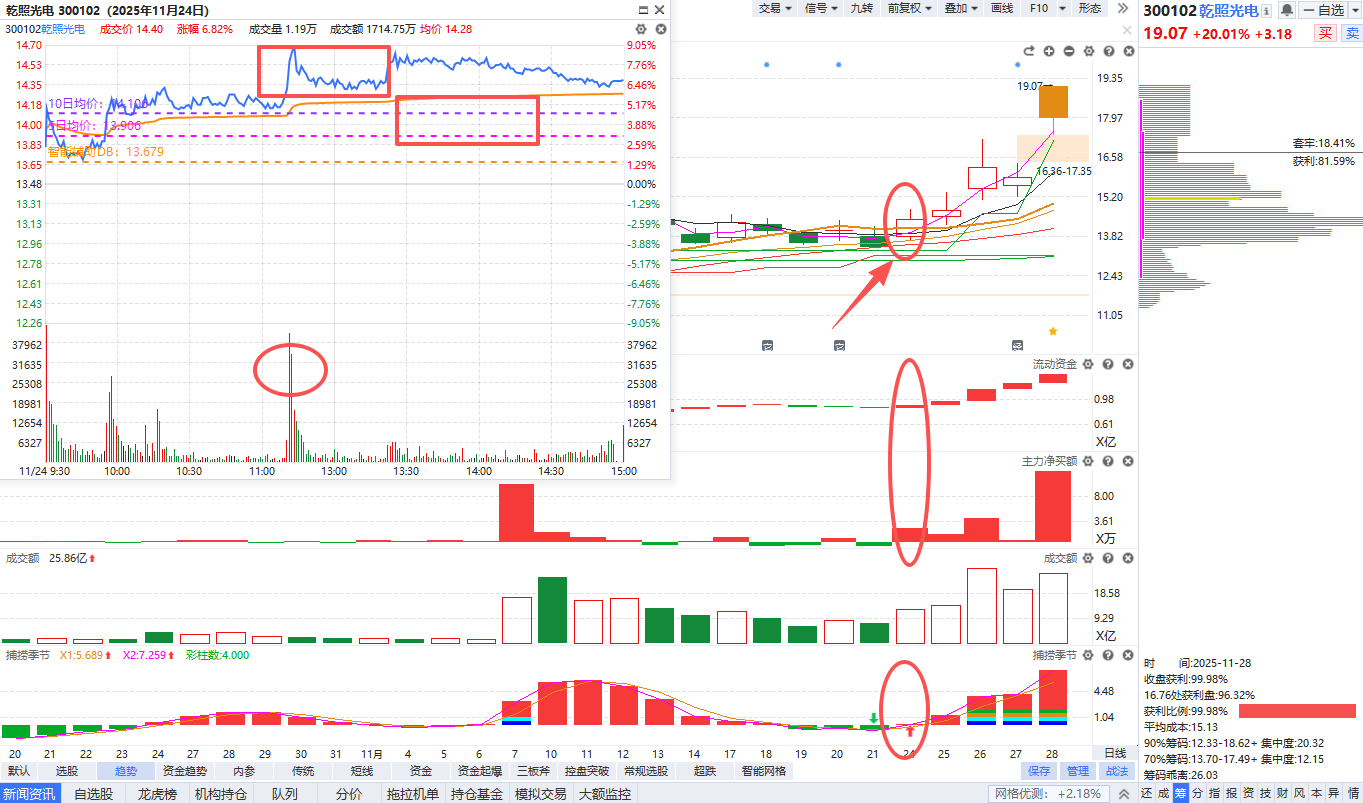 乾照光电 300102（2025年11月24日）
300102乾照光电 成交价 14.40 涨幅 6.82% 成交量 1.19万 成交额 1714.75万 均价 14.28
14.70 9.05%
14.53 7.76%
14.35 6.46%
14.18 5.17%
14.00 3.88%
13.83 2.59%
13.65 1.29%
13.48 0.00%
13.31 -1.29%
13.13 -2.59%
12.96 -3.88%
12.78 -5.17%
12.61 -6.46%
12.43 -7.76%
12.26 -9.05%
10日均价：14.106
日均价：13.906
智能辅助DB：13.679
37962 37962
31635 31635
25308 25308
18981 18981
12654 12654
6327 6327
11/24 9:30 10:00 10:30 11:00 13:00 13:30 14:00 14:30 15:00
交易 信号 九转 前复权 叠加 画线 F10 形态
19.07
16.36-17.35
19.35
17.97
16.58
15.20
13.82
12.43
11.05
流动资金
0.98
0.61
X亿
主力净买额
8.00
3.61
X万
成交额 25.86亿
成交额
18.58
9.29
X亿
捕捞季节 X1:5.689 X2:7.259 彩柱数:4.000
捕捞季节
4.48
1.04
20 21 22 23 24 27 28 29 30 31 11月 4 5 6 7 10 11 12 13 14 17 18 19 20 21 24 25 26 27 28 日线
默认 选股 趋势 资金趋势 内参 传统 短线 资金 资金起爆 三板斧 控盘突破 常规选股 超跌 智能网格 保存 管理 战法
新闻资讯 自选股 龙虎榜 机构持仓 队列 分价 拖拉机单 持仓基金 模拟交易 大额监控 网格优测: +2.18%
300102 乾照光电 自选
19.07 +20.01% +3.18 买 卖
套牢:18.41%
获利:81.59%
时 间:2025-11-28
收盘获利:99.98%
16.76处获利盘:96.32%
获利比例:99.98%
平均成本:15.13
90%筹码:12.33-18.62+ 集中度:20.32
70%筹码:13.70-17.49+ 集中度:12.15
筹码乖离:26.03
还 成 筹 分 指 报 资 技 财 风 本 异 情